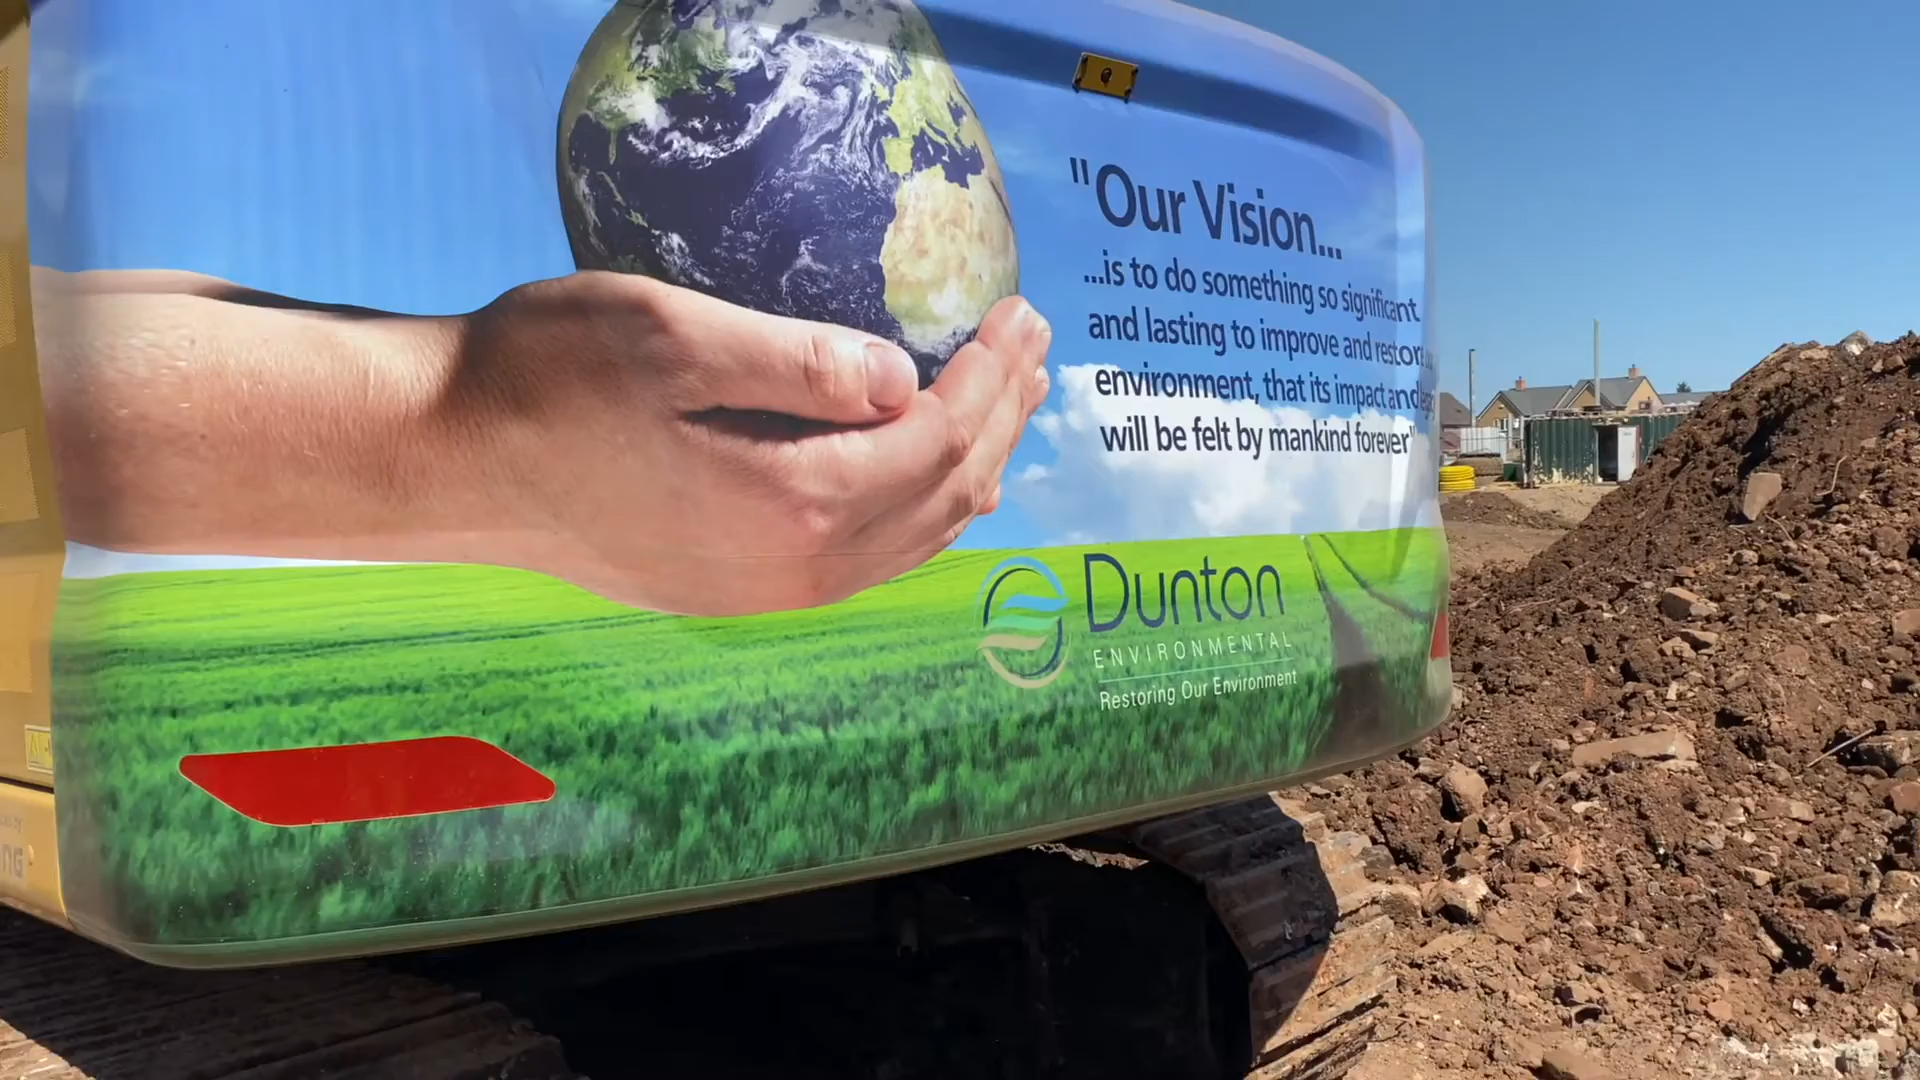 "Our Vision...
...is to do something so significant
and lasting to improve and restore
environment, that its impact and
will be felt by mankind forever"
Dunton
ENVIRONMENTAL
Restoring Our Environment